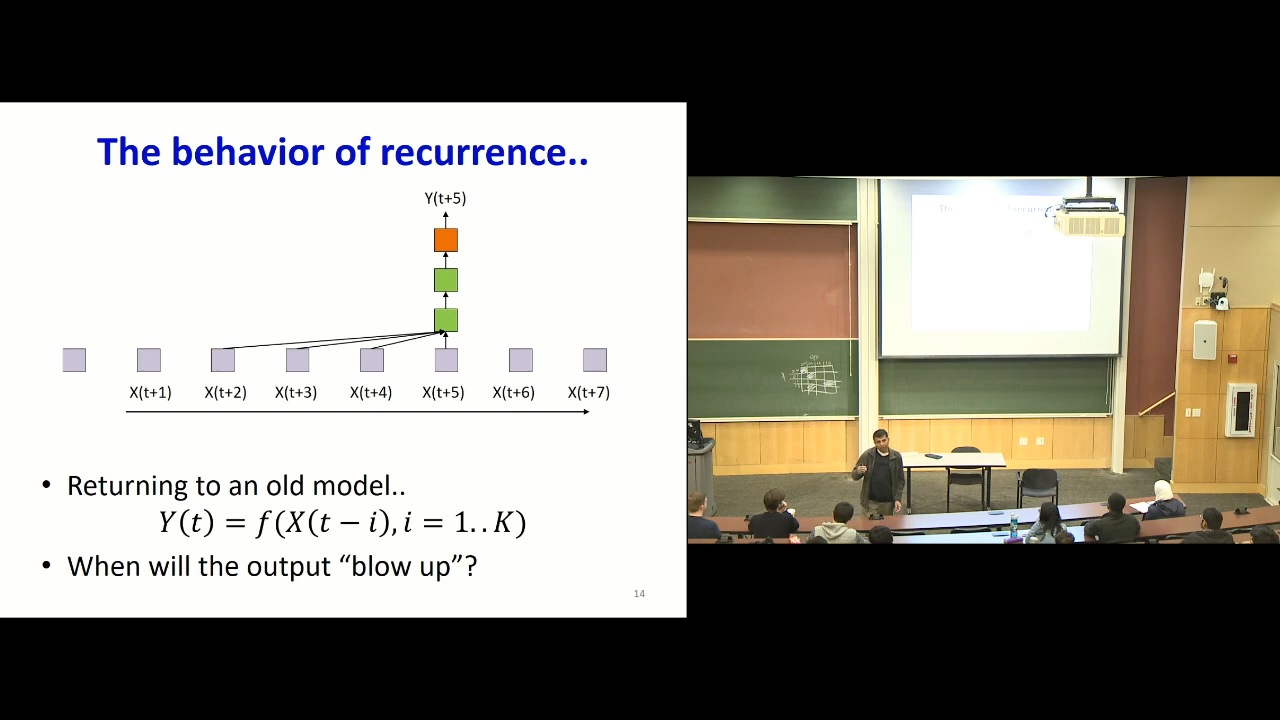 The behavior of recurrence..
Y(t+5)
X(t+1) X(t+2) X(t+3) X(t+4) X(t+5) X(t+6) X(t+7)
• Returning to an old model..
Y(t) = f(X(t − i), i = 1..K)
• When will the output “blow up”?
14